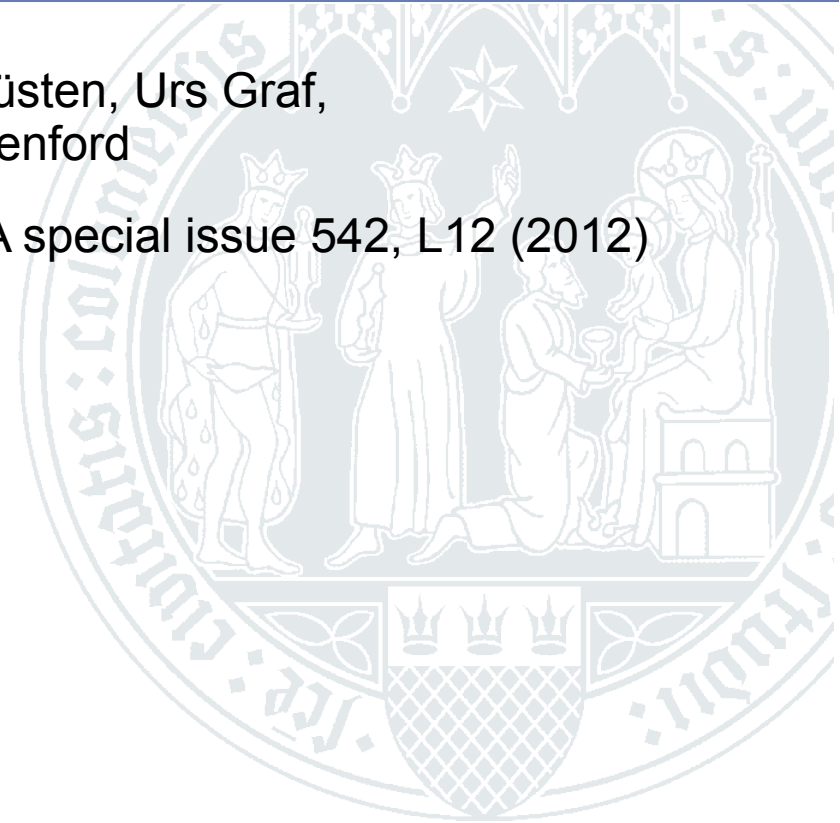 üsten, Urs Graf,
enford
A special issue 542, L12 (2012)